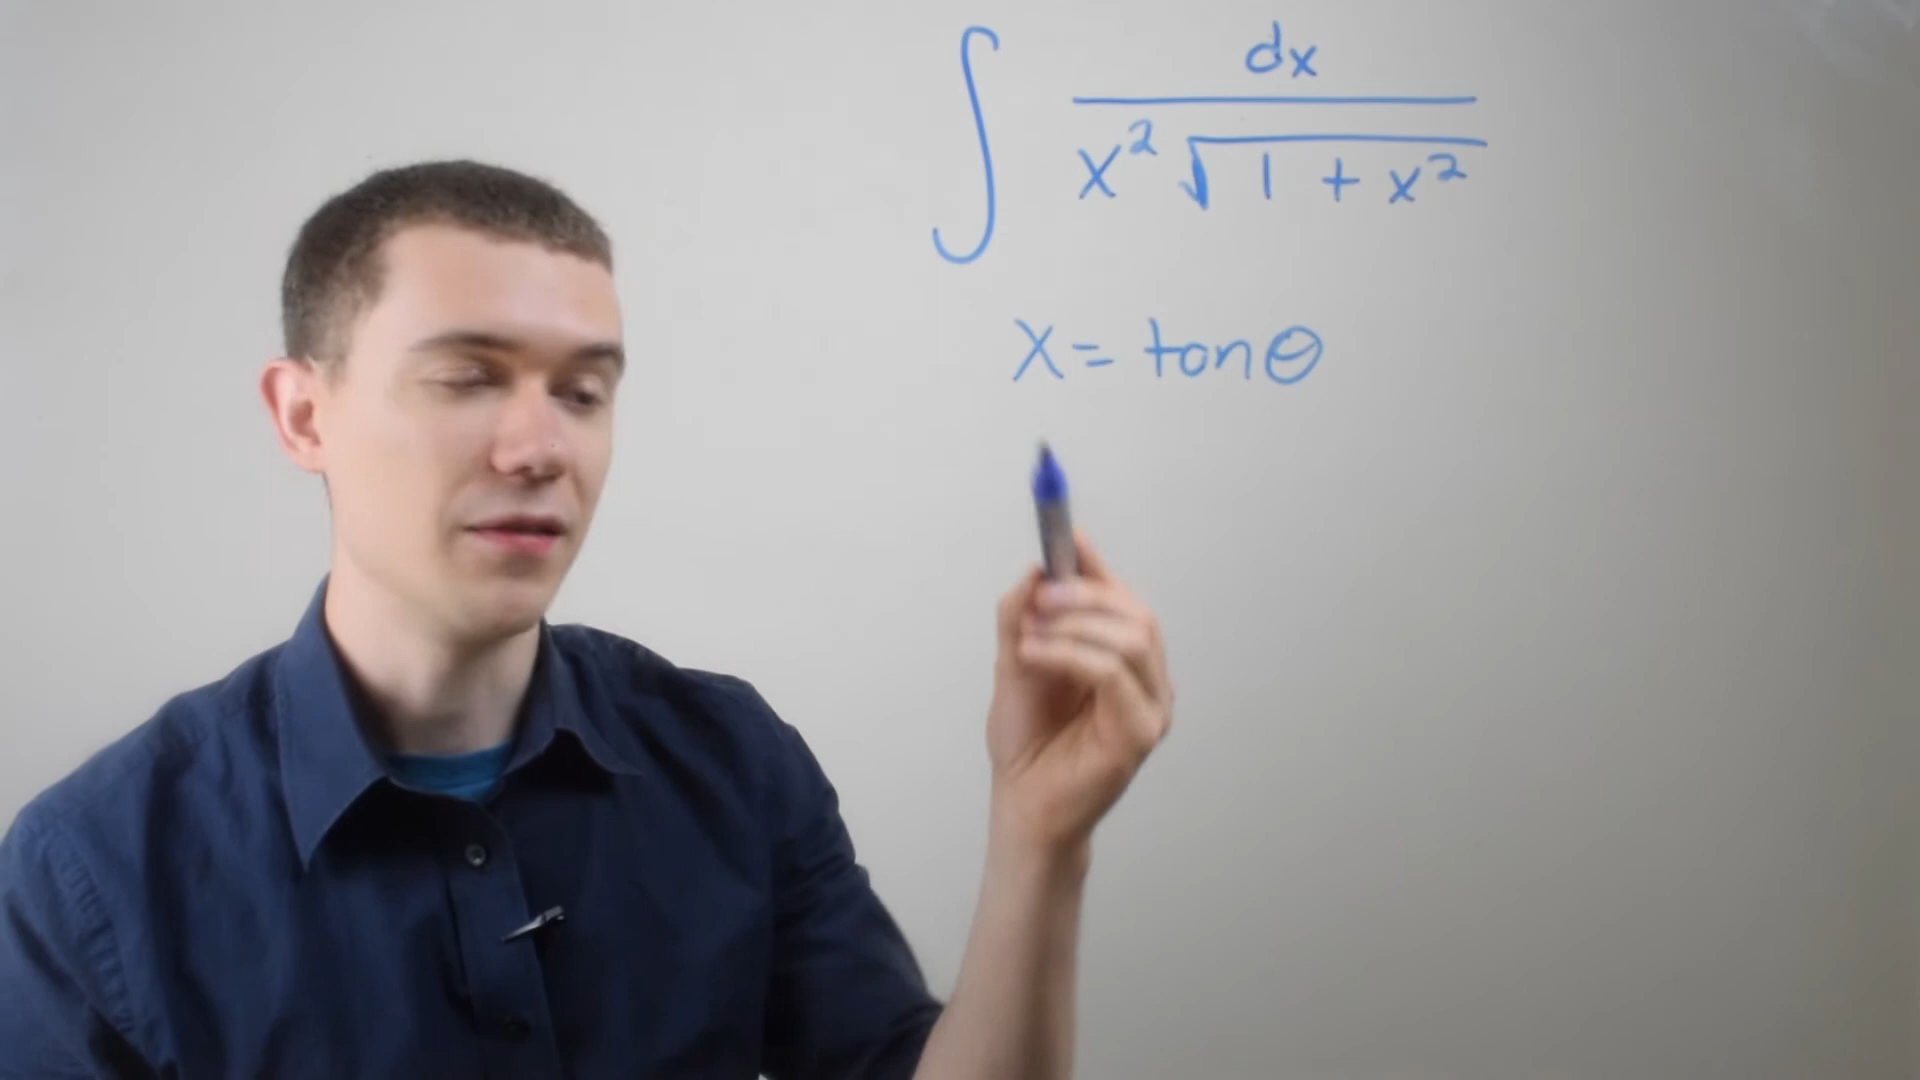 ∫ dx / x² √1 + x²
x = tanθ